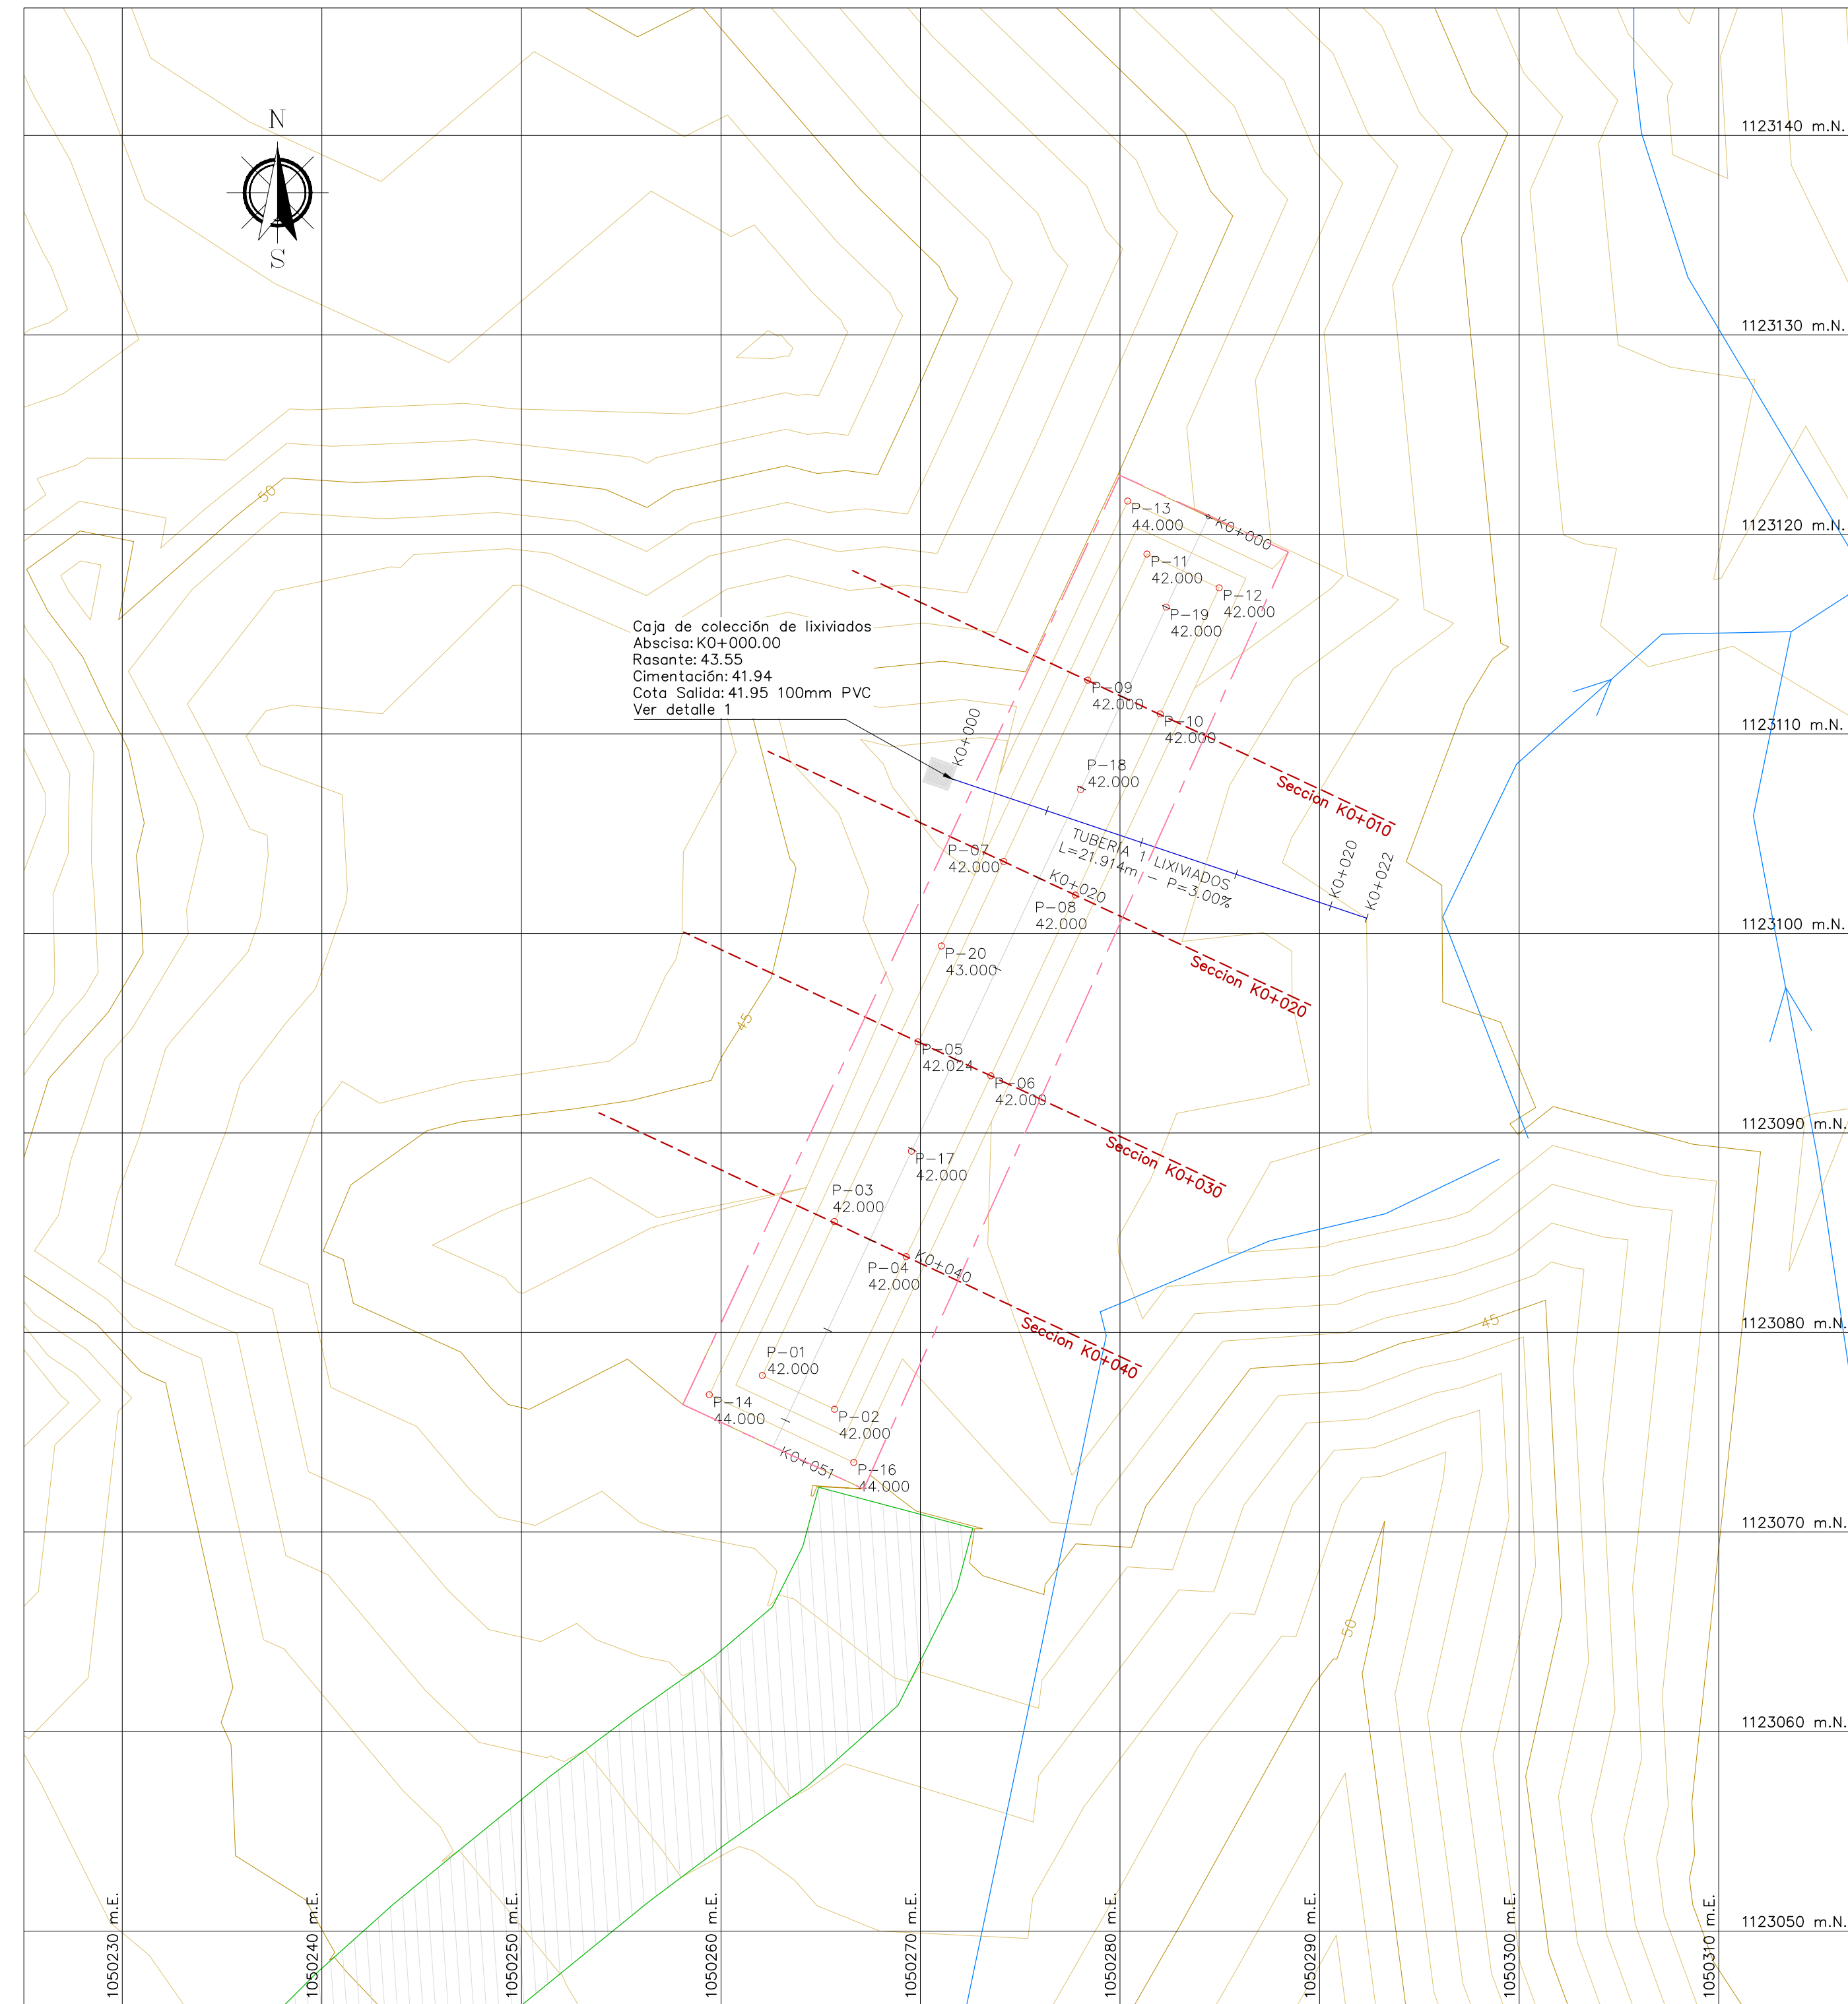 N
S
1123140 m.N.
1123130 m.N.
1123120 m.N.
1123110 m.N.
1123100 m.N.
1123090 m.N.
1123080 m.N.
1123070 m.N.
1123060 m.N.
1123050 m.N.
50
P-13
44.000
K0+000
P-11
42.000
P-12
42.000
P-19
42.000
Caja de colección de lixiviados
Abscisa: K0+000.00
Rasante: 43.55
Cimentación: 41.94
Cota Salida: 41.95 100mm PVC
Ver detalle 1
K0+000
P-09
42.000
P-10
42.000
P-18
42.000
Seccion K0+010
TUBERÍA 1 LIXIVIADOS
L=21.914m - P=3.00%
K0+020
K0+022
P-07
42.000
K0+020
P-08
42.000
P-20
43.000
Seccion K0+020
45
P-05
42.024
P-06
42.000
Seccion K0+030
P-17
42.000
P-03
42.000
P-04
42.000
K0+040
Seccion K0+040
45
P-01
42.000
P-14
44.000
P-02
42.000
K0+051
P-16
44.000
50
1050230 m.E.
1050240 m.E.
1050250 m.E.
1050260 m.E.
1050270 m.E.
1050280 m.E.
1050290 m.E.
1050300 m.E.
1050310 m.E.